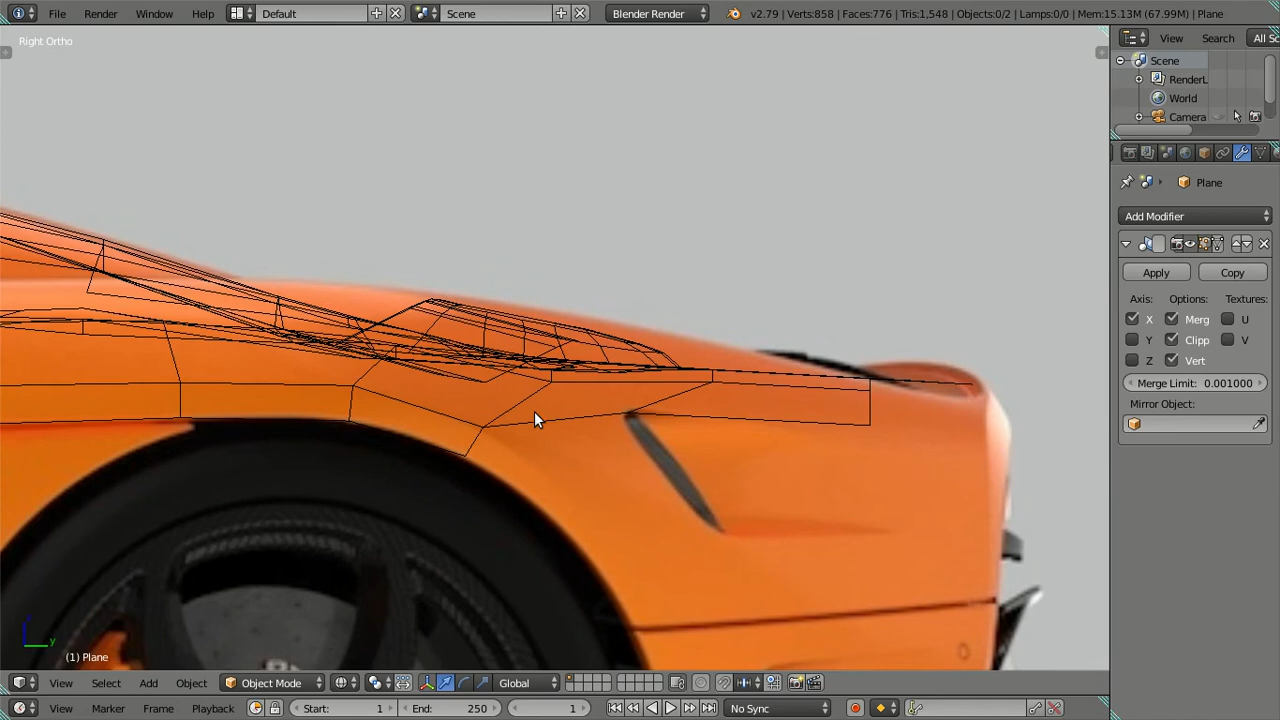 File Render Window Help Default Scene Blender Render v2.79 | Verts:858 | Faces:776 | Tris:1,548 | Objects:0/2 | Lamps:0/0 | Mem:15.13M (67.99M) | Plane
Right Ortho
View Search All Sc
Scene
RenderL
World
Camera
Plane
Add Modifier
Apply Copy
Axis: Options: Textures:
X Merg U
Y Clipp V
Z Vert
Merge Limit: 0.001000
Mirror Object:
z
y
(1) Plane
View Select Add Object Object Mode Global
View Marker Frame Playback Start: 1 End: 250 1 No Sync